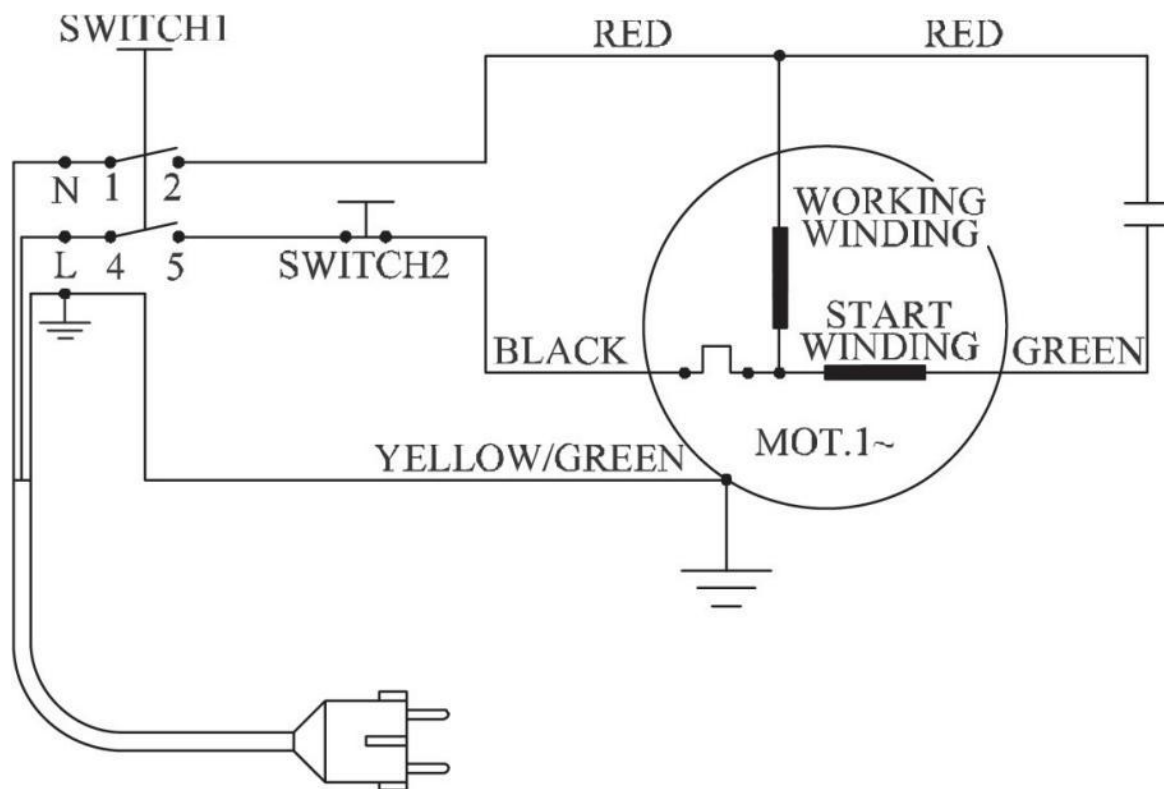 SWITCH1
RED RED
N 1 2
WORKING
WINDING
L 4 5
SWITCH2
START
WINDING
BLACK
GREEN
MOT.1~
YELLOW/GREEN